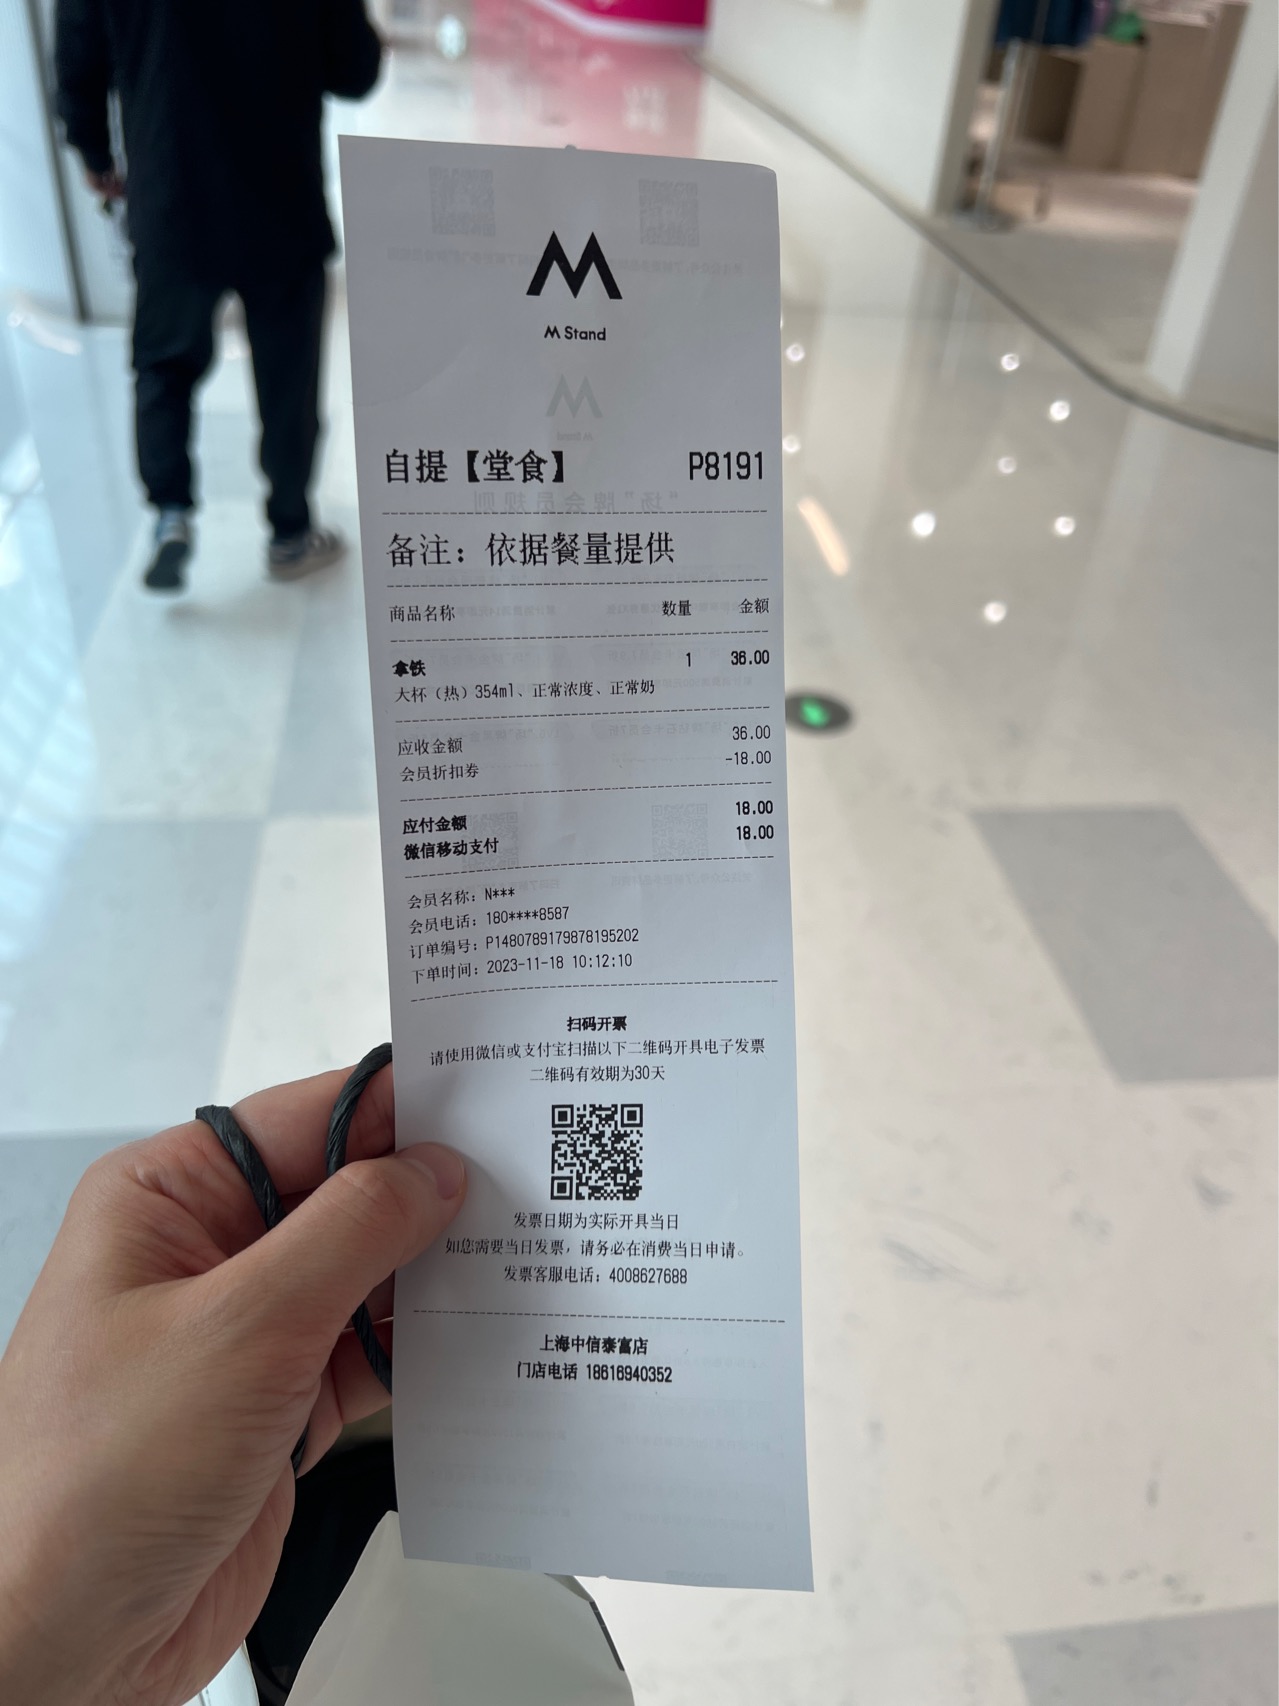 M Stand
自提【堂食】 P8191
备注：依据餐量提供
商品名称 数量 金额
拿铁 1 36.00
大杯（热）354ml、正常浓度、正常奶
应收金额 36.00
会员折扣券 -18.00
应付金额 18.00
微信移动支付 18.00
会员名称：N***
会员电话：180****8587
订单编号：P1480789179878195202
下单时间：2023-11-18 10:12:10
扫码开票
请使用微信或支付宝扫描以下二维码开具电子发票
二维码有效期为30天
发票日期为实际开具当日
如您需要当日发票，请务必在消费当日申请。
发票客服电话：4008627688
上海中信泰富店
门店电话 18616940352